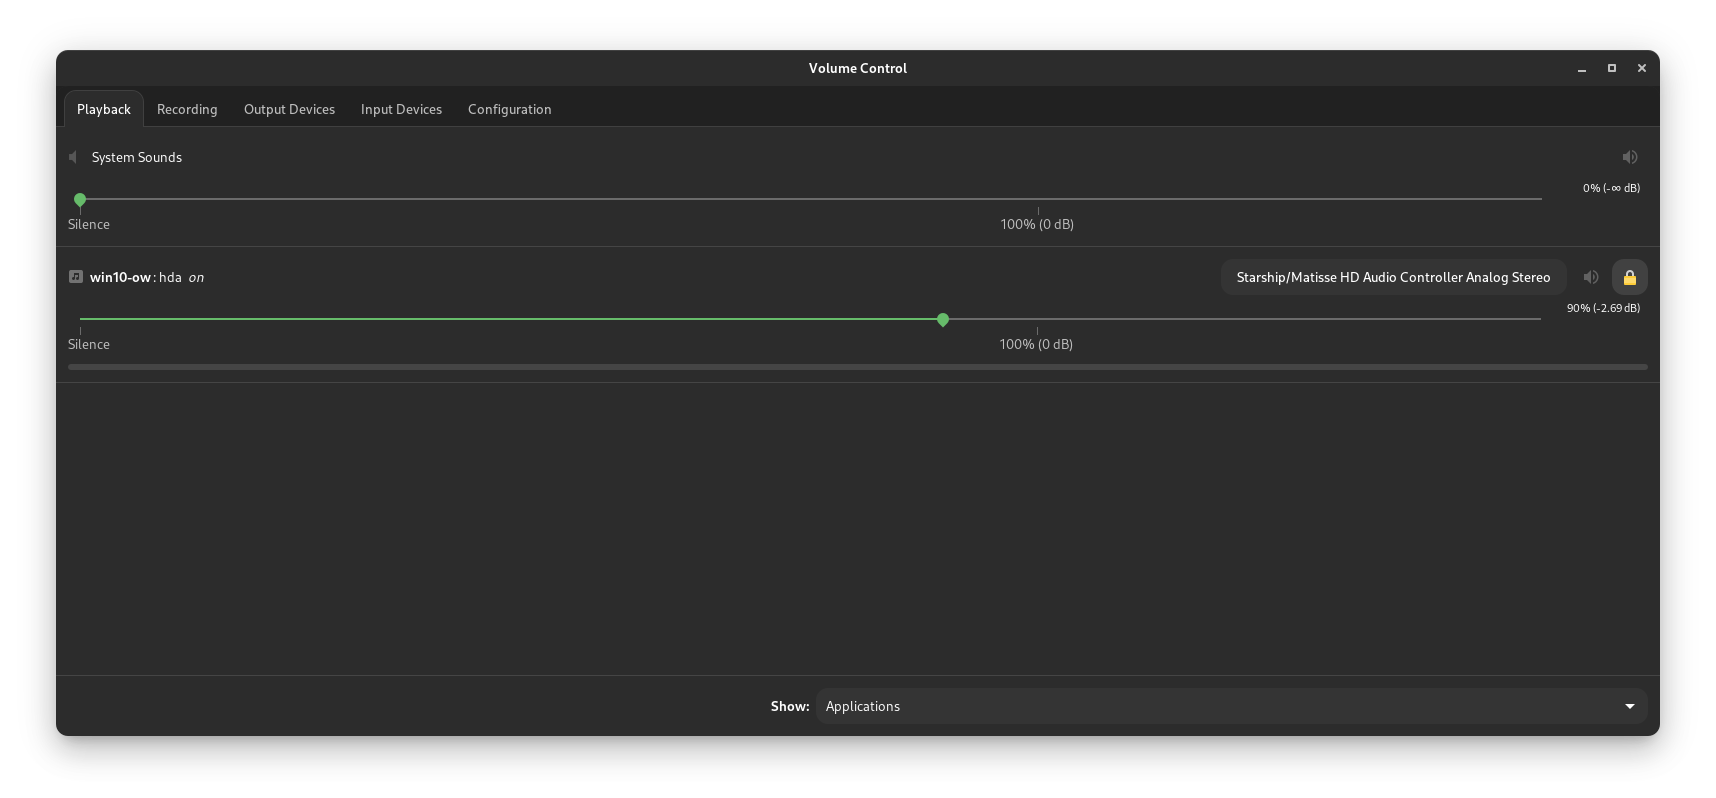 Volume Control
Playback Recording Output Devices Input Devices Configuration
System Sounds
0% (-∞ dB)
Silence 100% (0 dB)
win10-ow : hda on Starship/Matisse HD Audio Controller Analog Stereo
90% (-2.69 dB)
Silence 100% (0 dB)
Show: Applications